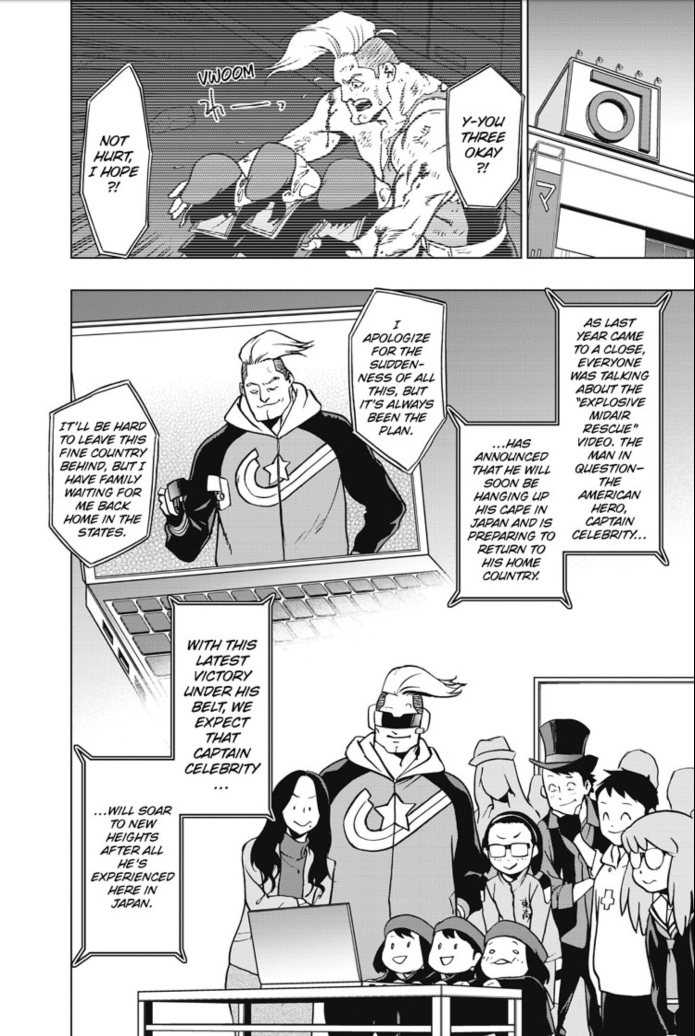 マ
Y-YOU
THREE
OKAY
?!
VWOOM
NOT
HURT,
I HOPE
?!
AS LAST
YEAR CAME
TO A CLOSE,
EVERYONE
WAS TALKING
ABOUT THE
"EXPLOSIVE
MIDAIR
RESCUE"
VIDEO. THE
MAN IN
QUESTION—
THE
AMERICAN
HERO,
CAPTAIN
CELEBRITY...
...HAS
ANNOUNCED
THAT HE WILL
SOON BE
HANGING UP
HIS CAPE IN
JAPAN AND IS
PREPARING TO
RETURN TO
HIS HOME
COUNTRY.
I
APOLOGIZE
FOR THE
SUDDEN-
NESS OF ALL
THIS, BUT
IT'S ALWAYS
BEEN THE
PLAN.
IT'LL BE HARD
TO LEAVE THIS
FINE COUNTRY
BEHIND, BUT I
HAVE FAMILY
WAITING FOR
ME BACK
HOME IN THE
STATES.
WITH THIS
LATEST
VICTORY
UNDER HIS
BELT, WE
EXPECT
THAT
CAPTAIN
CELEBRITY
...
...WILL SOAR
TO NEW
HEIGHTS
AFTER ALL
HE'S
EXPERIENCED
HERE IN
JAPAN.